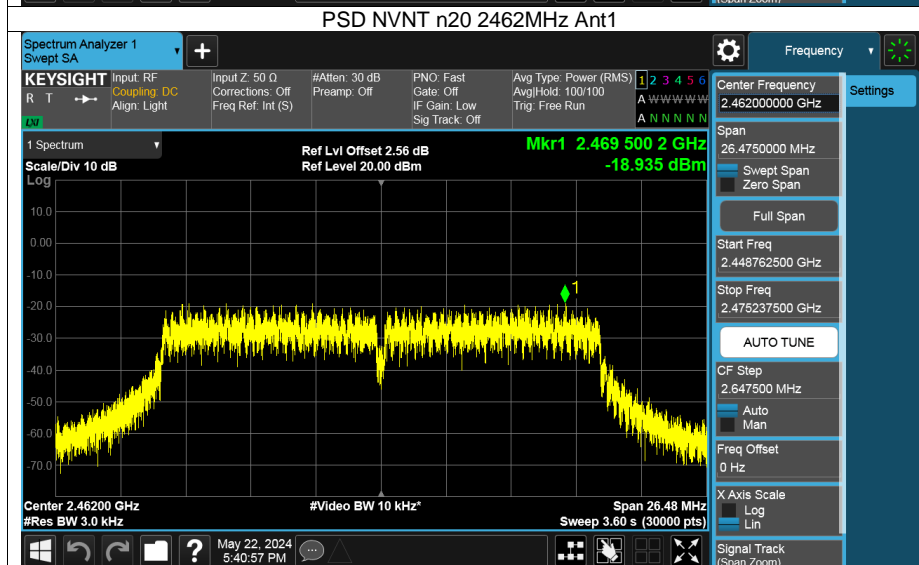 (Span Zoom)
PSD NVNT n20 2462MHz Ant1
Spectrum Analyzer 1
Swept SA
Frequency
KEYSIGHT
R T
LXI
Input: RF
Coupling: DC
Align: Light
Input Z: 50 Ω
Corrections: Off
Freq Ref: Int (S)
#Atten: 30 dB
Preamp: Off
PNO: Fast
Gate: Off
IF Gain: Low
Sig Track: Off
Avg Type: Power (RMS)
Avg|Hold: 100/100
Trig: Free Run
1 2 3 4 5 6
A W W W W W
A N N N N N
1 Spectrum
Scale/Div 10 dB
Ref Lvl Offset 2.56 dB
Ref Level 20.00 dBm
Mkr1 2.469 500 2 GHz
-18.935 dBm
Log
10.0
0.00
-10.0
-20.0
-30.0
-40.0
-50.0
-60.0
-70.0
1
Center 2.46200 GHz
#Res BW 3.0 kHz
#Video BW 10 kHz*
Span 26.48 MHz
Sweep 3.60 s (30000 pts)
?
May 22, 2024
5:40:57 PM
Center Frequency
2.462000000 GHz
Settings
Span
26.4750000 MHz
Swept Span
Zero Span
Full Span
Start Freq
2.448762500 GHz
Stop Freq
2.475237500 GHz
AUTO TUNE
CF Step
2.647500 MHz
Auto
Man
Freq Offset
0 Hz
X Axis Scale
Log
Lin
Signal Track
(Span Zoom)